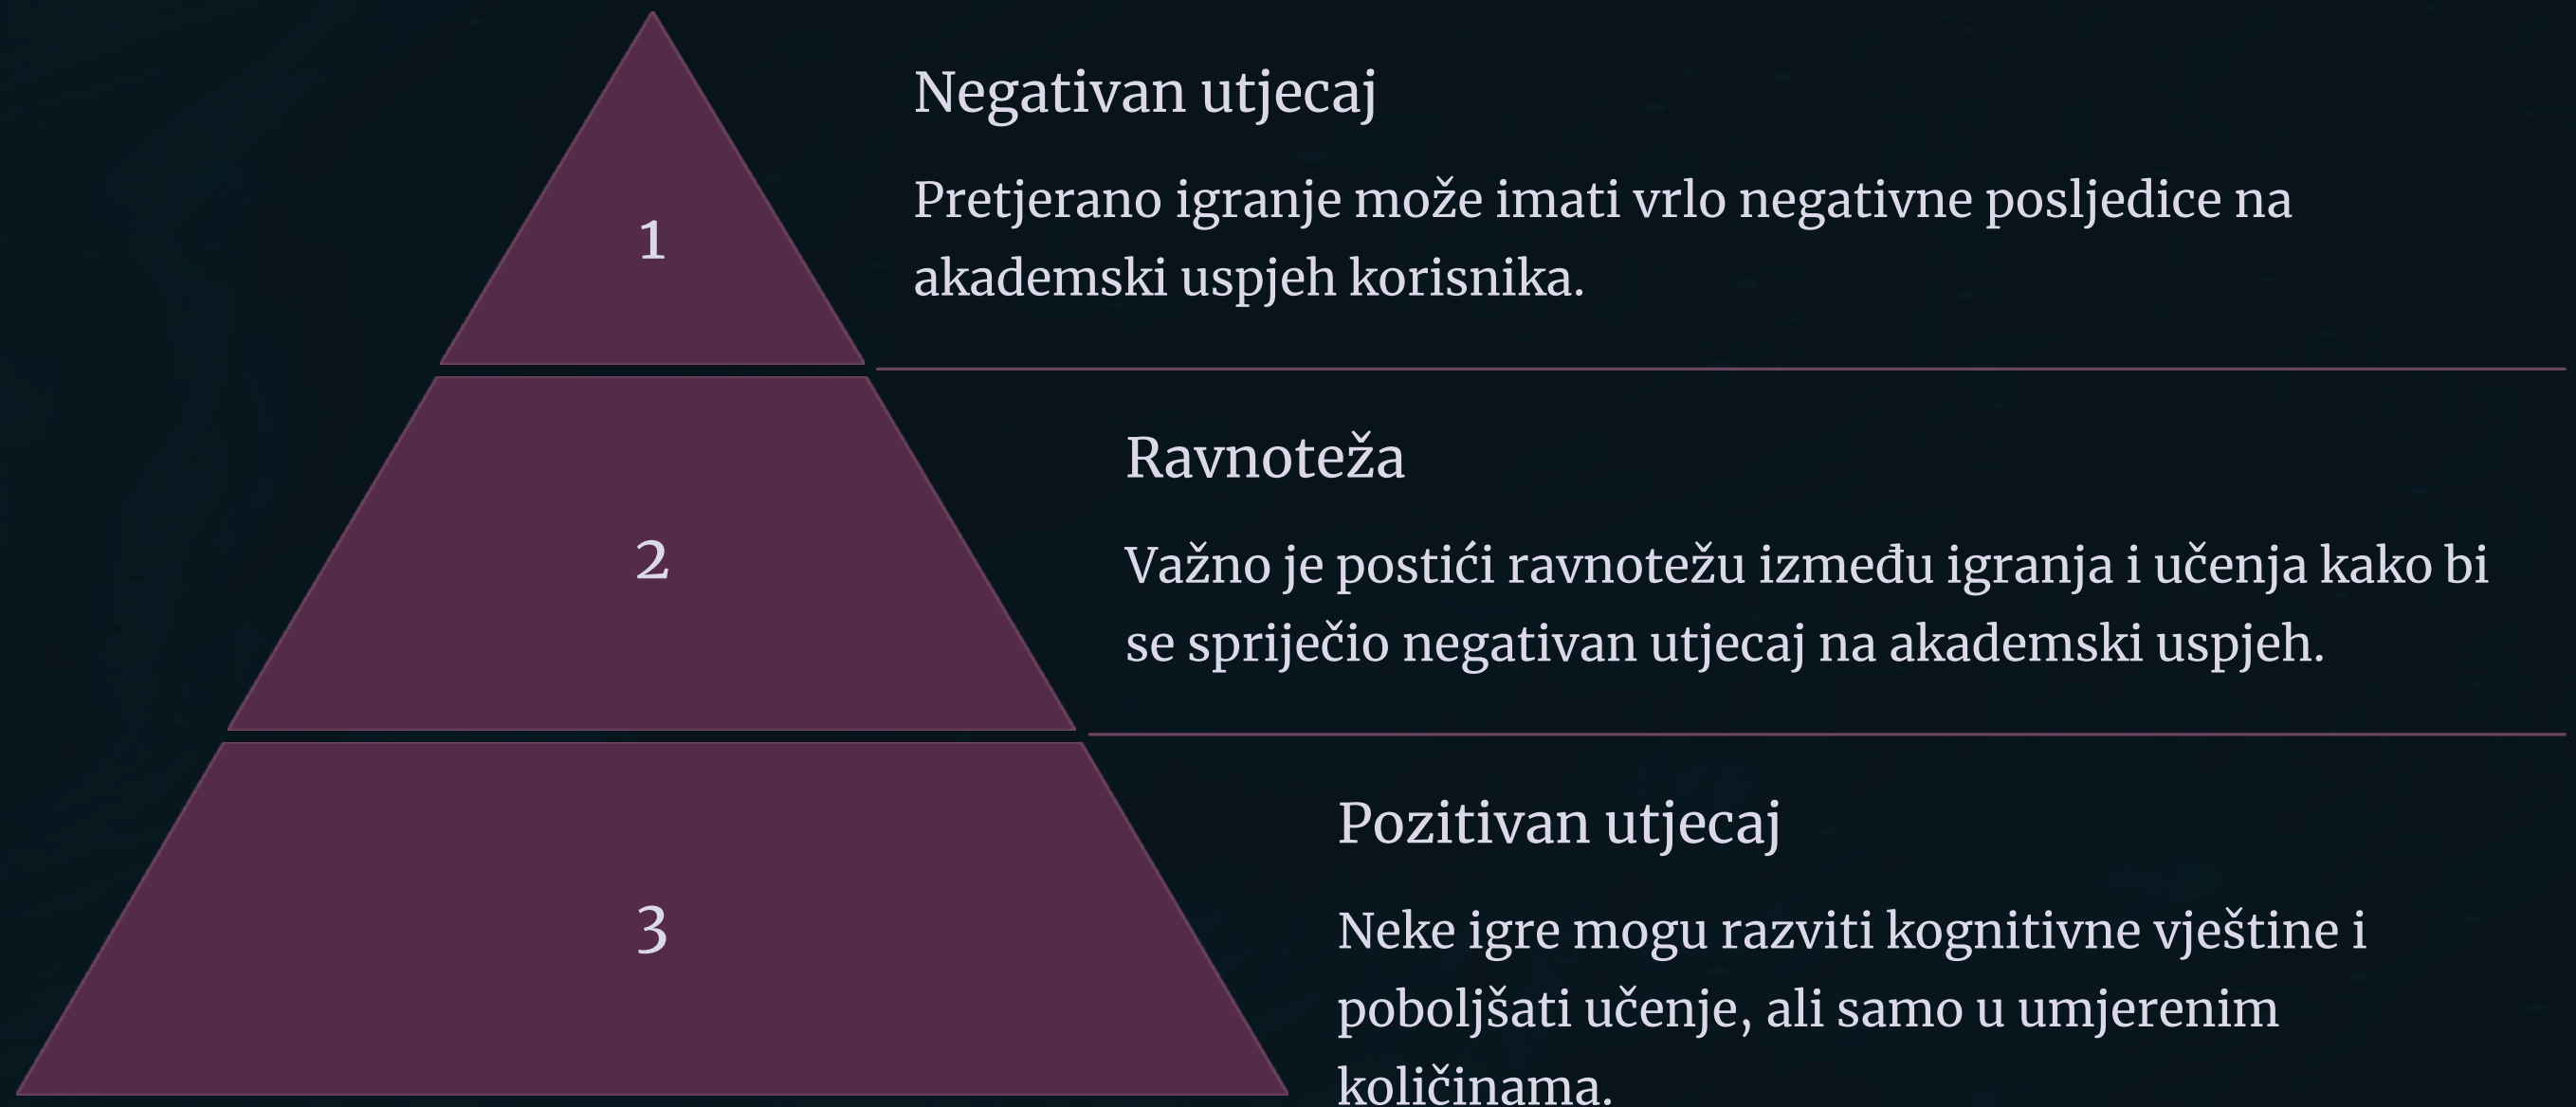 1
Negativan utjecaj
Pretjerano igranje može imati vrlo negativne posljedice na
akademski uspjeh korisnika.
2
Ravnoteža
Važno je postići ravnotežu između igranja i učenja kako bi
se spriječio negativan utjecaj na akademski uspjeh.
3
Pozitivan utjecaj
Neke igre mogu razviti kognitivne vještine i
poboljšati učenje, ali samo u umjerenim
količinama.